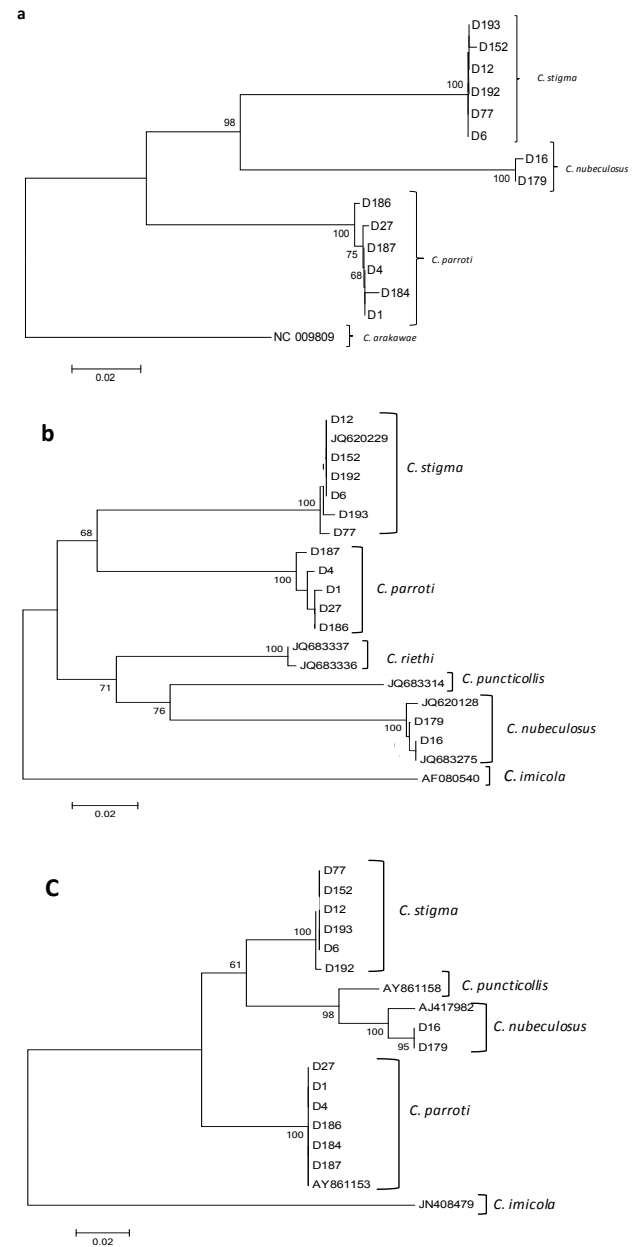 a
D193
D152
D12
100
C. stigma
D192
D77
D6
98
D16
100
D179
C. nubeculosus
D186
100
D27
75
D187
68
D4
C. parroti
D184
D1
NC 009809
C. arakawae
0.02
b
D12
JQ620229
D152
C. stigma
D192
100
D6
D193
68
D77
D187
100
D4
D1
C. parroti
D27
D186
100
JQ683337
C. riethi
JQ683336
71
JQ683314
C. puncticollis
76
JQ620128
100
D179
C. nubeculosus
D16
JQ683275
AF080540
C. imicola
0.02
C
D77
D152
D12
C. stigma
100
D193
D6
61
D192
AY861158
C. puncticollis
98
AJ417982
100
D16
C. nubeculosus
95
D179
D27
D1
D4
C. parroti
100
D186
D184
D187
AY861153
JN408479
C. imicola
0.02